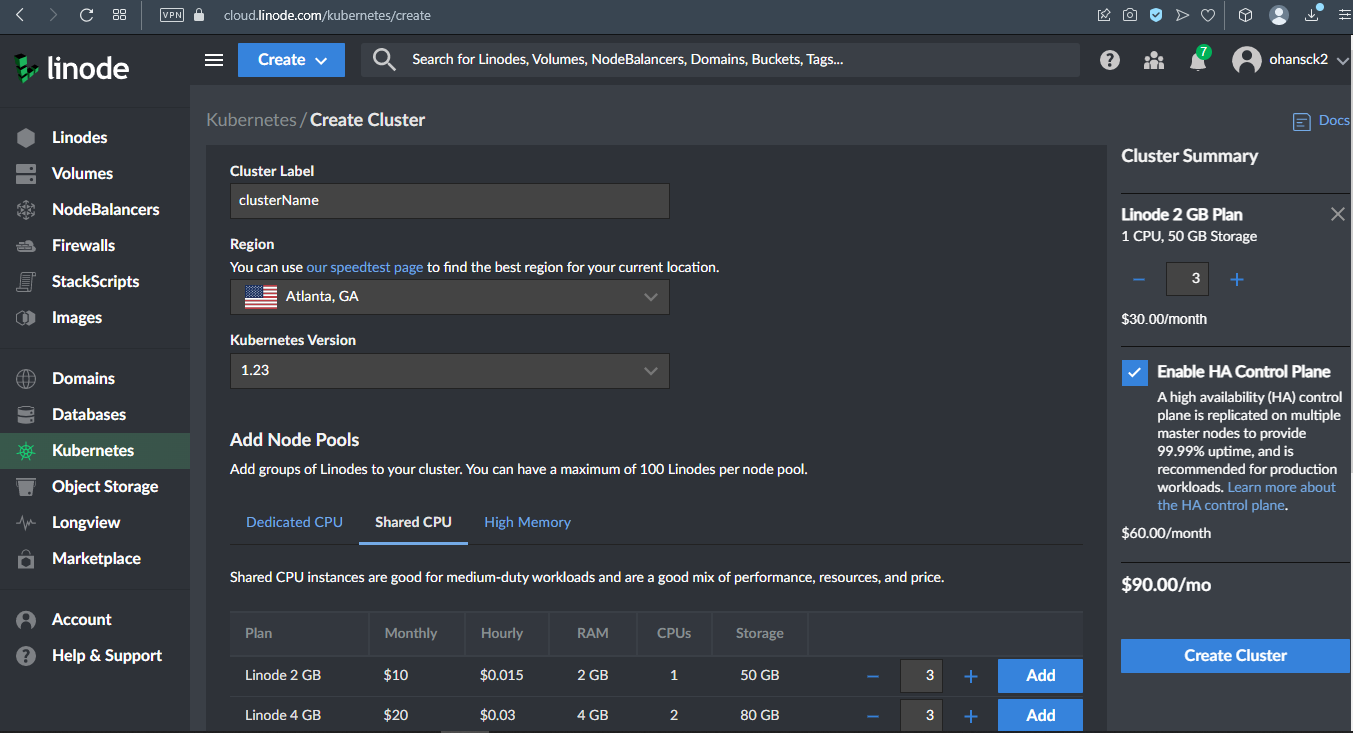 VPN cloud.linode.com/kubernetes/create
linode
Create
Search for Linodes, Volumes, NodeBalancers, Domains, Buckets, Tags...
7
ohansck2
Linodes
Volumes
NodeBalancers
Firewalls
StackScripts
Images
Domains
Databases
Kubernetes
Object Storage
Longview
Marketplace
Account
Help & Support
Kubernetes / Create Cluster
Docs
Cluster Label
clusterName
Region
You can use our speedtest page to find the best region for your current location.
Atlanta, GA
Kubernetes Version
1.23
Add Node Pools
Add groups of Linodes to your cluster. You can have a maximum of 100 Linodes per node pool.
Dedicated CPU Shared CPU High Memory
Shared CPU instances are good for medium-duty workloads and are a good mix of performance, resources, and price.
Plan Monthly Hourly RAM CPUs Storage
Linode 2 GB $10 $0.015 2 GB 1 50 GB − 3 + Add
Linode 4 GB $20 $0.03 4 GB 2 80 GB − 3 + Add
Cluster Summary
Linode 2 GB Plan
1 CPU, 50 GB Storage
− 3 +
$30.00/month
Enable HA Control Plane
A high availability (HA) control
plane is replicated on multiple
master nodes to provide
99.99% uptime, and is
recommended for production
workloads. Learn more about
the HA control plane.
$60.00/month
$90.00/mo
Create Cluster